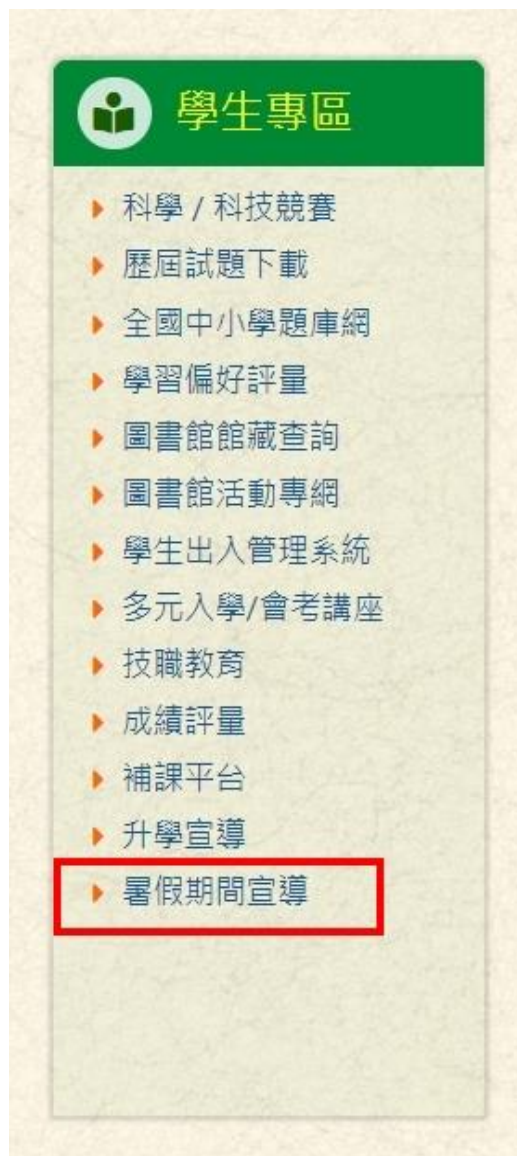 學生專區
科學 / 科技競賽
歷屆試題下載
全國中小學題庫網
學習偏好評量
圖書館館藏查詢
圖書館活動專網
學生出入管理系統
多元入學/會考講座
技職教育
成績評量
補課平台
升學宣導
暑假期間宣導